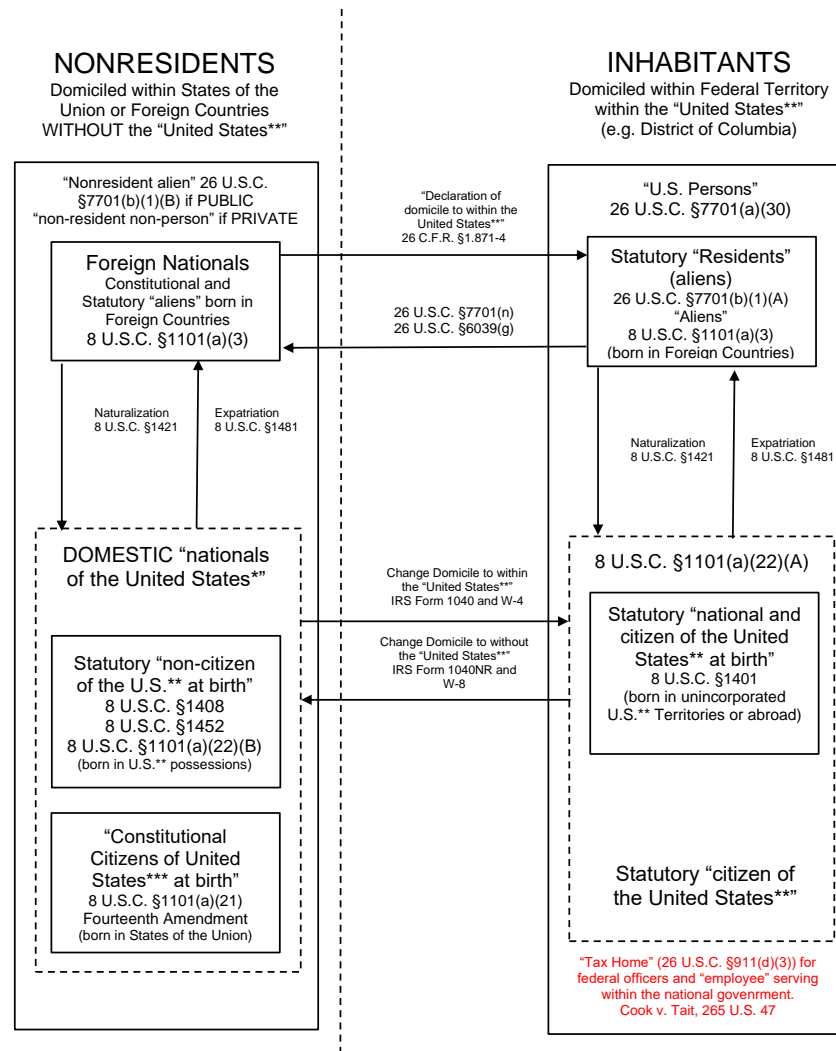 NONRESIDENTS
Domiciled within States of the
Union or Foreign Countries
WITHOUT the “United States**”
INHABITANTS
Domiciled within Federal Territory
within the “United States**”
(e.g. District of Columbia)
“Nonresident alien” 26 U.S.C.
§7701(b)(1)(B) if PUBLIC
“non-resident non-person” if PRIVATE
Foreign Nationals
Constitutional and
Statutory “aliens” born in
Foreign Countries
8 U.S.C. §1101(a)(3)
“Declaration of
domicile to within the
United States**”
26 C.F.R. §1.871-4
26 U.S.C. §7701(n)
26 U.S.C. §6039(g)
“U.S. Persons”
26 U.S.C. §7701(a)(30)
Statutory “Residents”
(aliens)
26 U.S.C. §7701(b)(1)(A)
“Aliens”
8 U.S.C. §1101(a)(3)
(born in Foreign Countries)
Naturalization
8 U.S.C. §1421
Expatriation
8 U.S.C. §1481
Naturalization
8 U.S.C. §1421
Expatriation
8 U.S.C. §1481
DOMESTIC “nationals
of the United States*”
Statutory “non-citizen
of the U.S.** at birth”
8 U.S.C. §1408
8 U.S.C. §1452
8 U.S.C. §1101(a)(22)(B)
(born in U.S.** possessions)
“Constitutional
Citizens of United
States*** at birth”
8 U.S.C. §1101(a)(21)
Fourteenth Amendment
(born in States of the Union)
Change Domicile to within
the “United States**”
IRS Form 1040 and W-4
Change Domicile to without
the “United States**”
IRS Form 1040NR and
W-8
8 U.S.C. §1101(a)(22)(A)
Statutory “national and
citizen of the United
States** at birth”
8 U.S.C. §1401
(born in unincorporated
U.S.** Territories or abroad)
Statutory “citizen of
the United States**”
“Tax Home” (26 U.S.C. §911(d)(3)) for
federal officers and “employee” serving
within the national govenrment.
Cook v. Tait, 265 U.S. 47